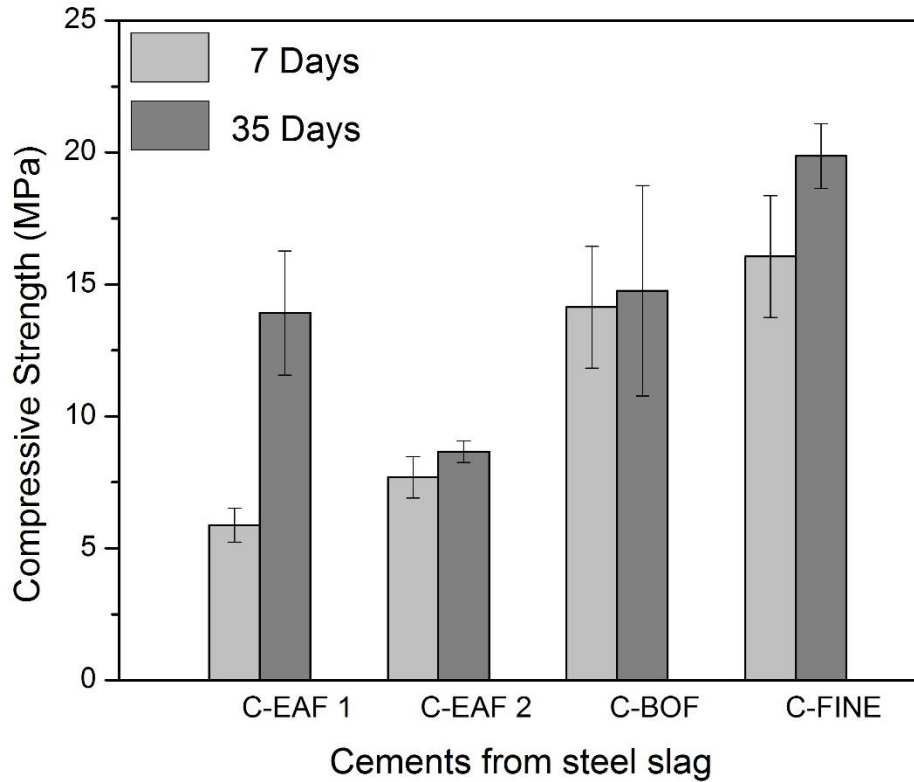 25
20
15
10
5
0
Compressive Strength (MPa)
7 Days
35 Days
C-EAF 1
C-EAF 2
C-BOF
C-FINE
Cements from steel slag